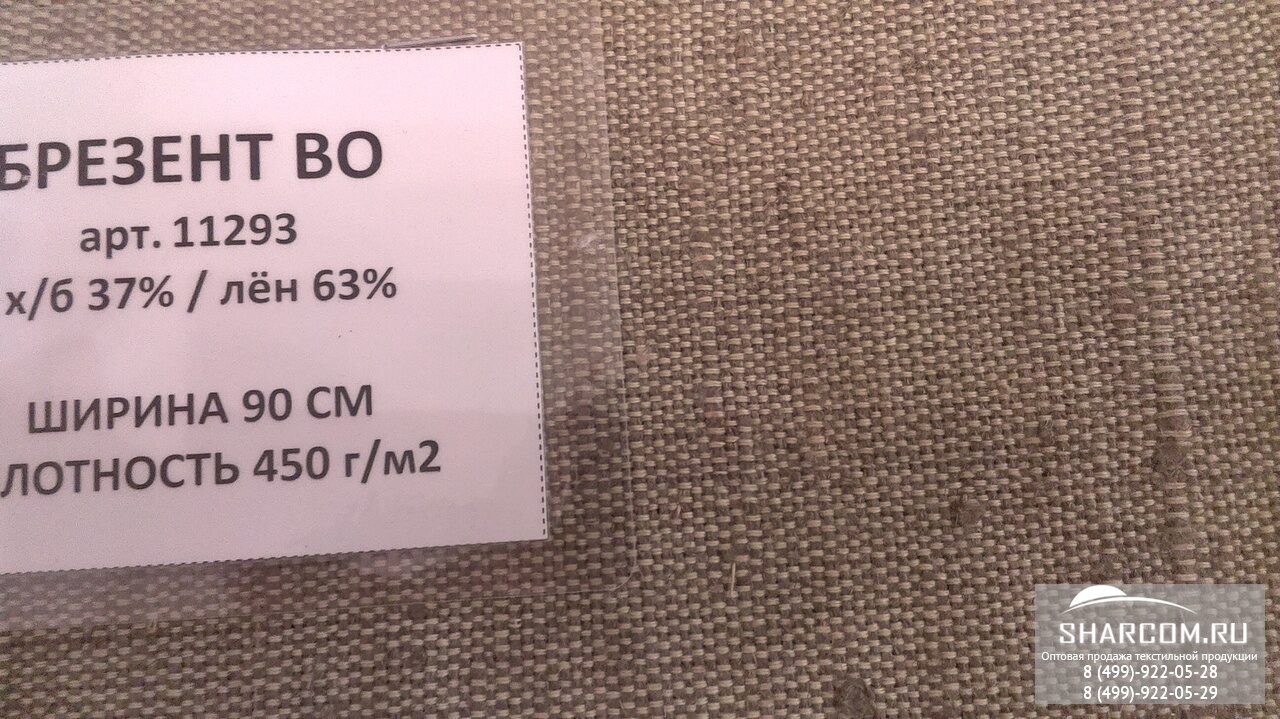 БРЕЗЕНТ ВО
арт. 11293
х/б 37% / лён 63%
ШИРИНА 90 СМ
ЛОТНОСТЬ 450 г/м2
SHARCOM.RU
Оптовая продажа текстильной продукции
8 (499)-922-05-28
8 (499)-922-05-29